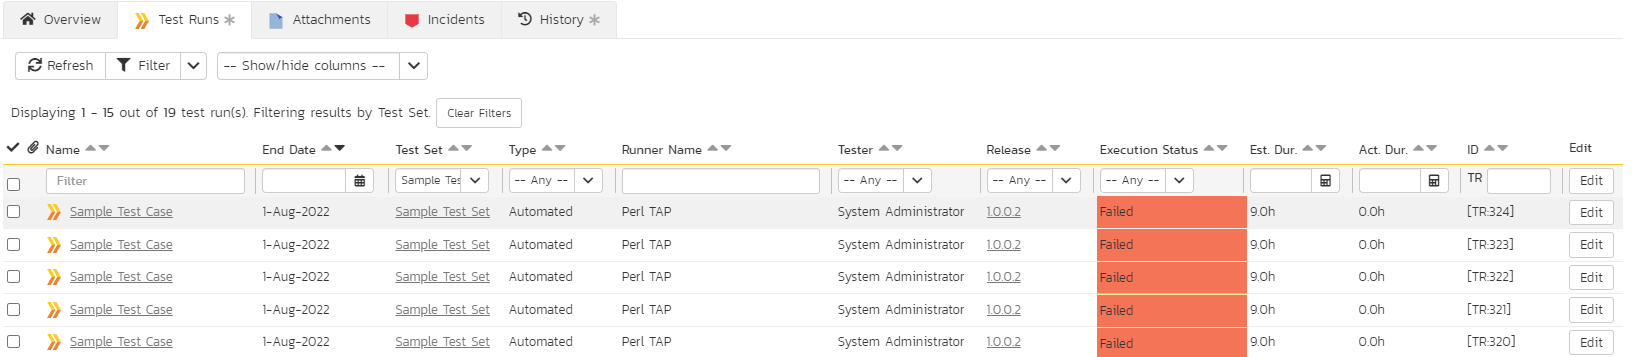 Overview Test Runs Attachments Incidents History
Refresh Filter -- Show/hide columns --
Displaying 1 - 15 out of 19 test run(s). Filtering results by Test Set. Clear Filters
Name End Date Test Set Type Runner Name Tester Release Execution Status Est. Dur. Act. Dur. ID Edit
Filter Sample Tes -- Any -- -- Any -- -- Any -- -- Any -- TR Edit
Sample Test Case 1-Aug-2022 Sample Test Set Automated Perl TAP System Administrator 1.0.0.2 Failed 9.0h 0.0h [TR:324] Edit
Sample Test Case 1-Aug-2022 Sample Test Set Automated Perl TAP System Administrator 1.0.0.2 Failed 9.0h 0.0h [TR:323] Edit
Sample Test Case 1-Aug-2022 Sample Test Set Automated Perl TAP System Administrator 1.0.0.2 Failed 9.0h 0.0h [TR:322] Edit
Sample Test Case 1-Aug-2022 Sample Test Set Automated Perl TAP System Administrator 1.0.0.2 Failed 9.0h 0.0h [TR:321] Edit
Sample Test Case 1-Aug-2022 Sample Test Set Automated Perl TAP System Administrator 1.0.0.2 Failed 9.0h 0.0h [TR:320] Edit